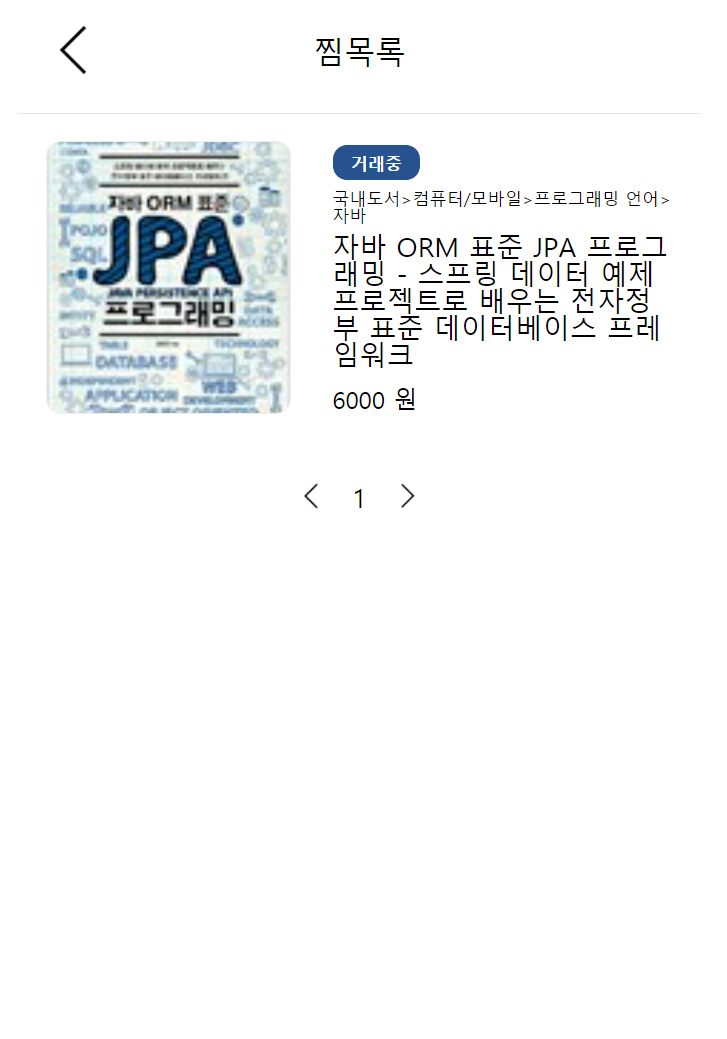 찜목록
자바 ORM 표준
JPA
JAVA PERSISTENCE API
프로그래밍
POJO
SQL
DATA
ACCESS
TABLE
TECHNOLOGY
DATABASE
INDEPENDENT
WEB
APPLICATION
DEVELOPMENT
OBJECT ORIENTED
거래중
국내도서>컴퓨터/모바일>프로그래밍 언어>
자바
자바 ORM 표준 JPA 프로그
래밍 - 스프링 데이터 예제
프로젝트로 배우는 전자정
부 표준 데이터베이스 프레
임워크
6000 원
1